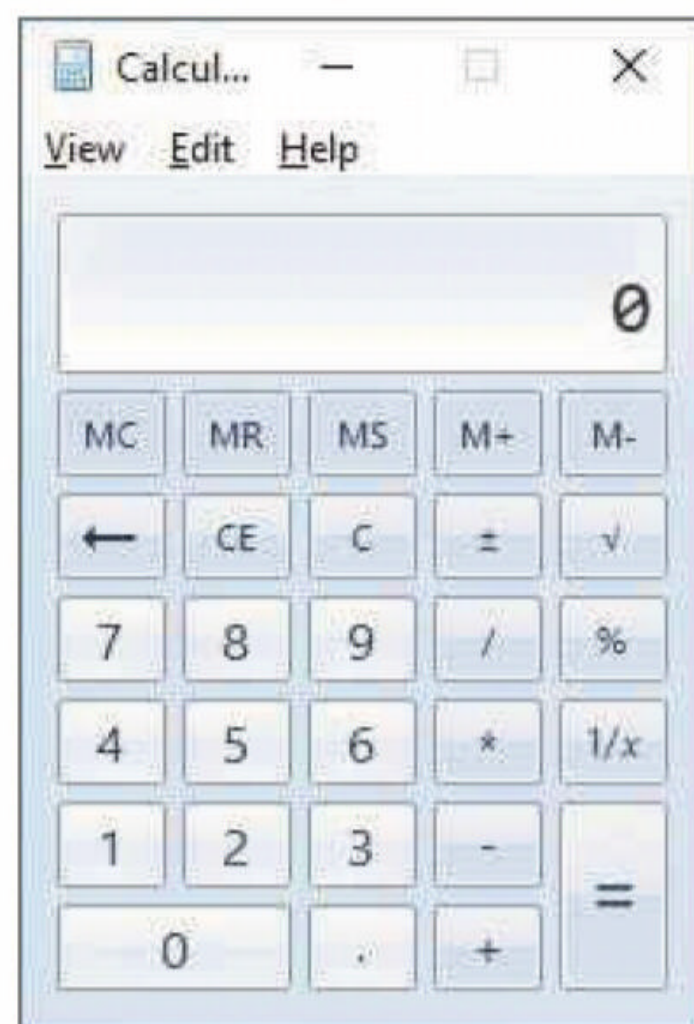 Calcul...
View Edit Help
0
MC MR MS M+ M-
← CE C ± √
7 8 9 / %
4 5 6 * 1/x
1 2 3 - =
0 . +